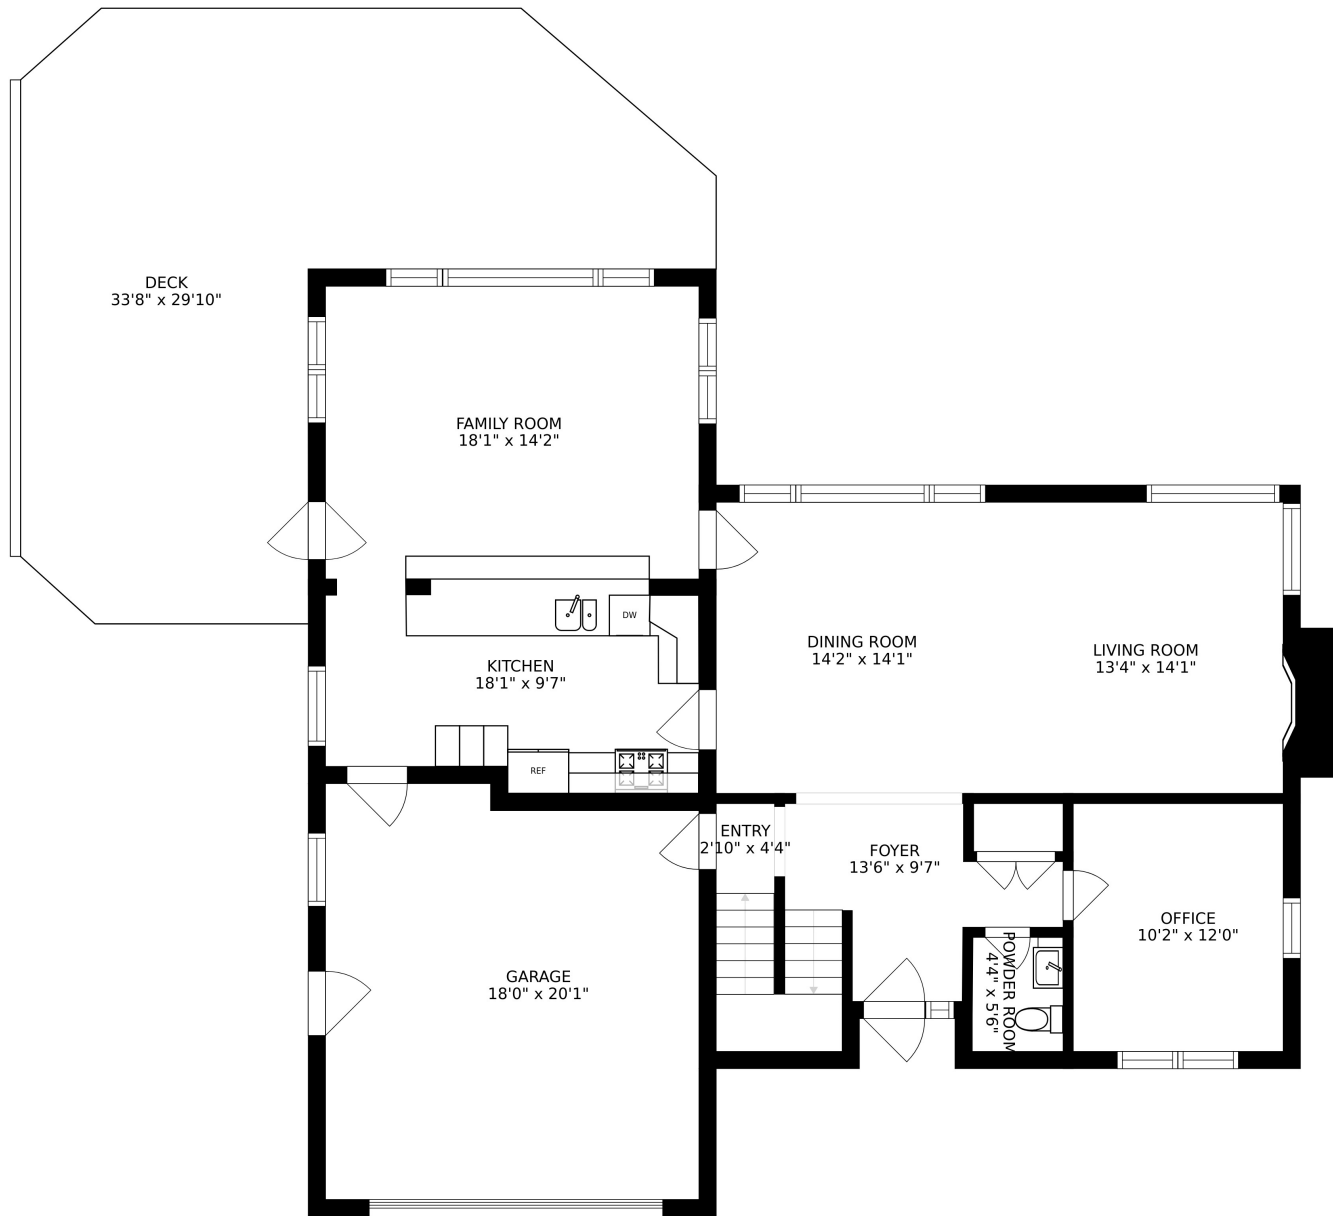 DECK
33'8" x 29'10"
FAMILY ROOM
18'1" x 14'2"
DW
KITCHEN
18'1" x 9'7"
REF
DINING ROOM
14'2" x 14'1"
LIVING ROOM
13'4" x 14'1"
ENTRY
2'10" x 4'4"
FOYER
13'6" x 9'7"
OFFICE
10'2" x 12'0"
POWDER ROOM
4'4" x 5'6"
GARAGE
18'0" x 20'1"